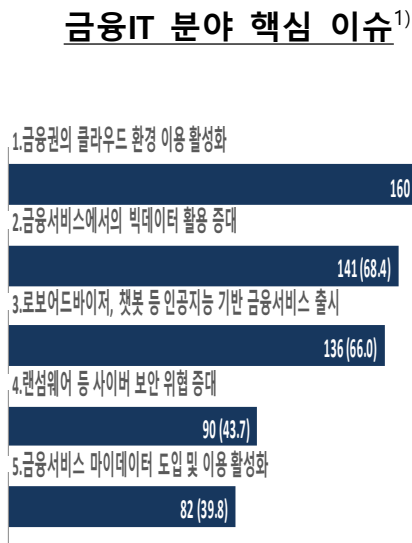 금융IT 분야 핵심 이슈1)
1.금융권의 클라우드 환경 이용 활성화
160
2.금융서비스에서의 빅데이터 활용 증대
141 (68.4)
3.로보어드바이저, 챗봇 등 인공지능 기반 금융서비스 출시
136 (66.0)
4.랜섬웨어 등 사이버 보안 위협 증대
90 (43.7)
5.금융서비스 마이데이터 도입 및 이용 활성화
82 (39.8)